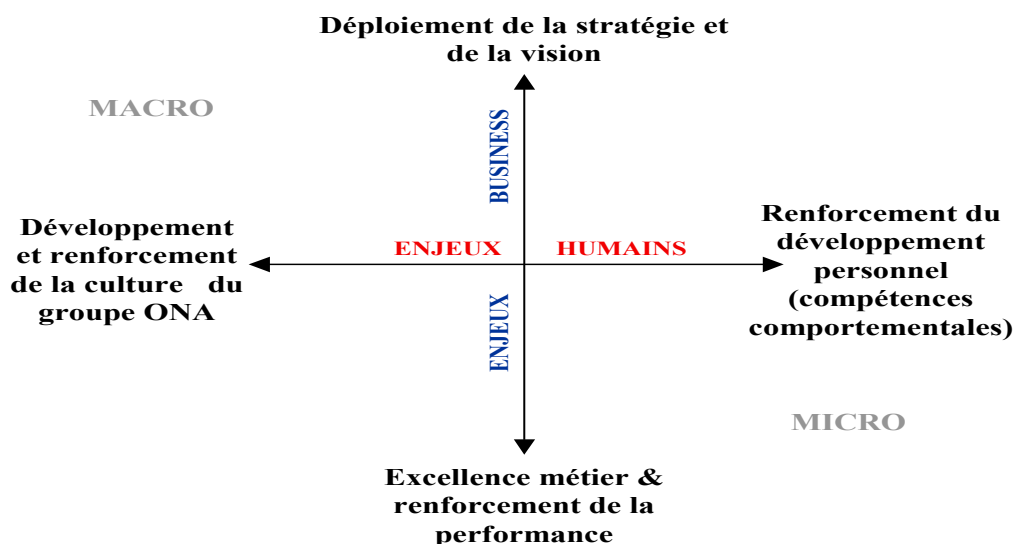 Déploiement de la stratégie et
de la vision
MACRO
BUSINESS
Développement
et renforcement
de la culture du
groupe ONA
ENJEUX HUMAINS
Renforcement du
développement
personnel
(compétences
comportementales)
ENJEUX
MICRO
Excellence métier &
renforcement de la
performance